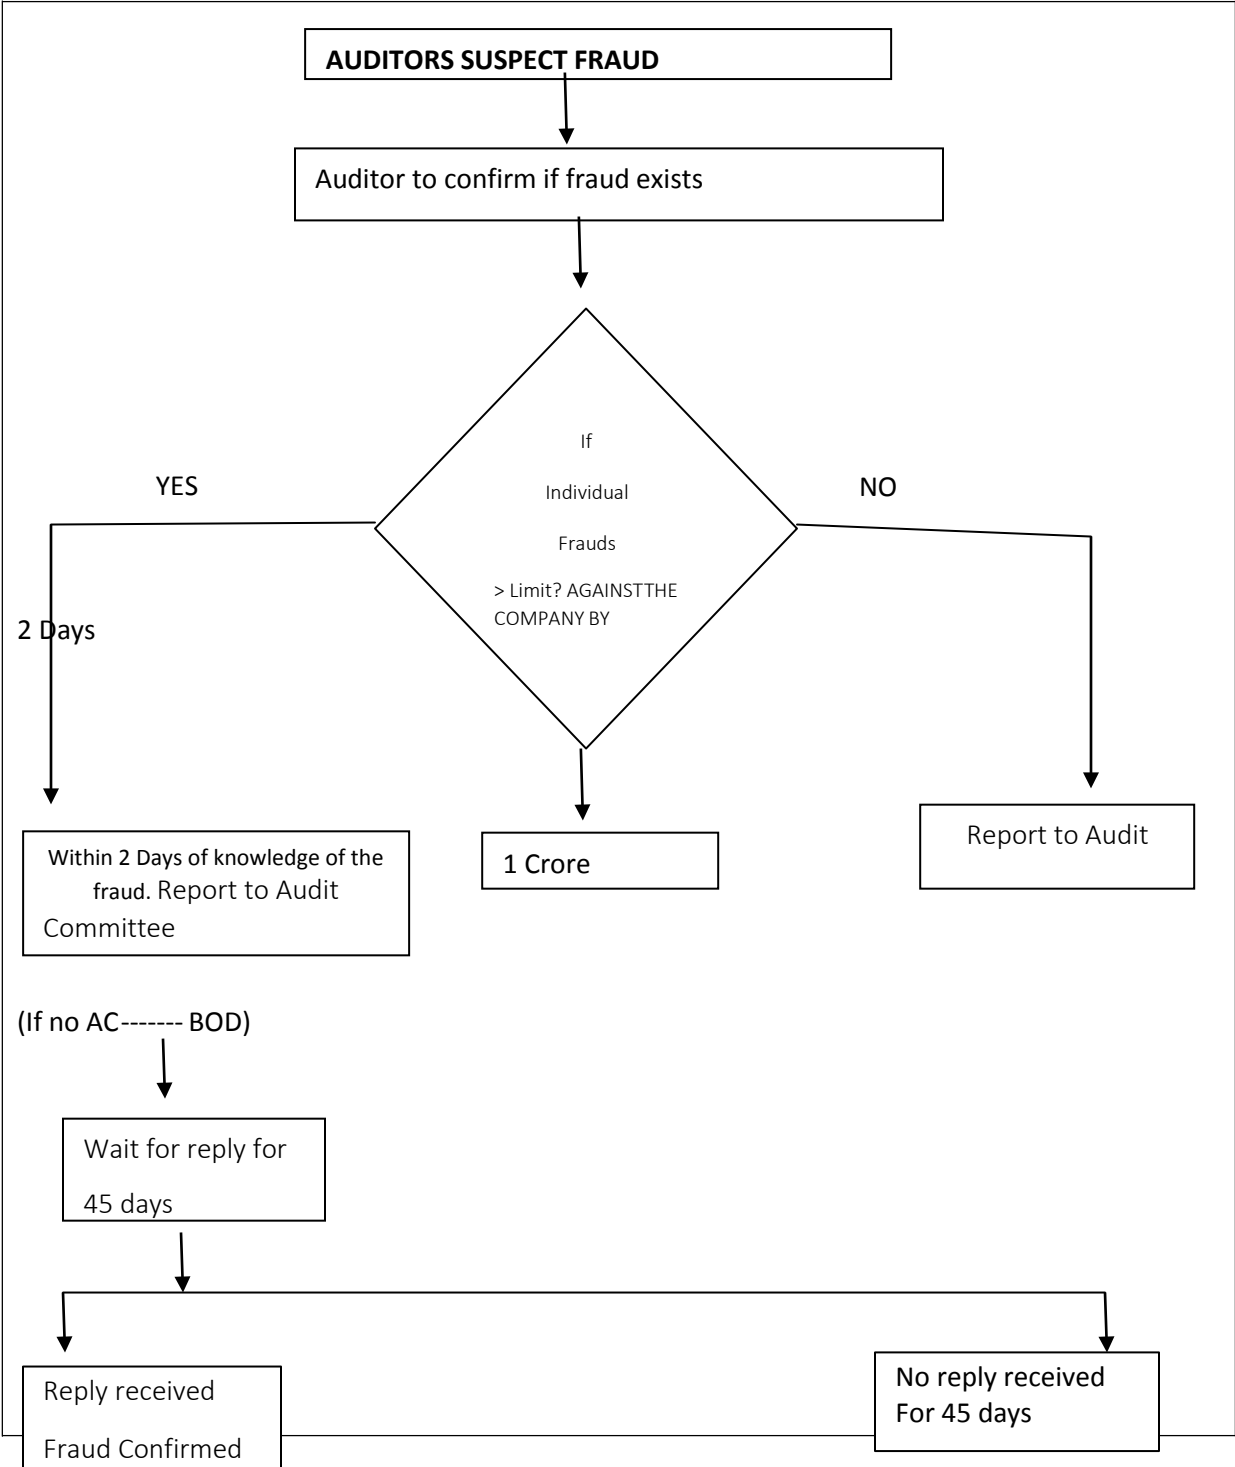 AUDITORS SUSPECT FRAUD
Auditor to confirm if fraud exists
If
Individual
Frauds
> Limit? AGAINSTTHE
COMPANY BY
YES
NO
2 Days
Within 2 Days of knowledge of the
fraud. Report to Audit
Committee
1 Crore
Report to Audit
(If no AC------- BOD)
Wait for reply for
45 days
Reply received
Fraud Confirmed
No reply received
For 45 days